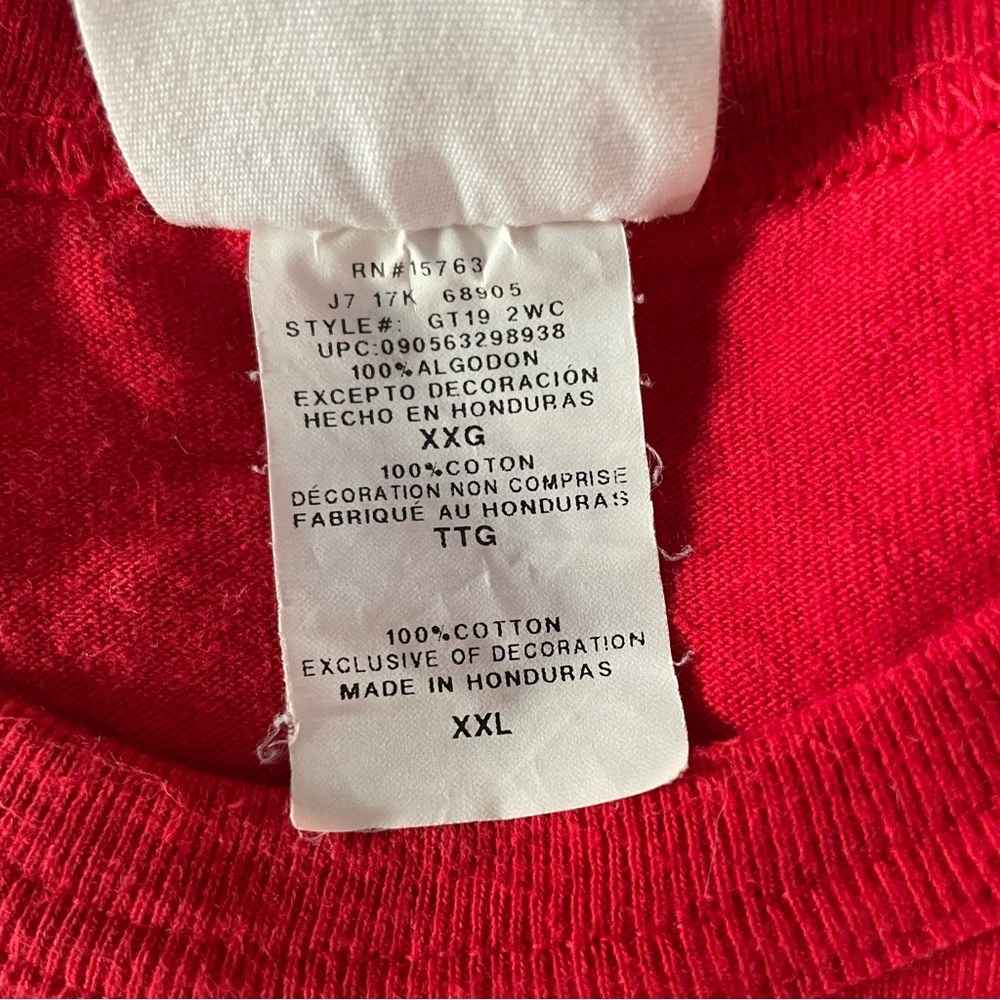 RN#15763
J7 17K 68905
STYLE#: GT19 2WC
UPC:090563298938
100%ALGODON
EXCEPTO DECORACIÓN
HECHO EN HONDURAS
XXG
100%COTON
DÉCORATION NON COMPRISE
FABRIQUÉ AU HONDURAS
TTG
100%COTTON
EXCLUSIVE OF DECORATION
MADE IN HONDURAS
XXL